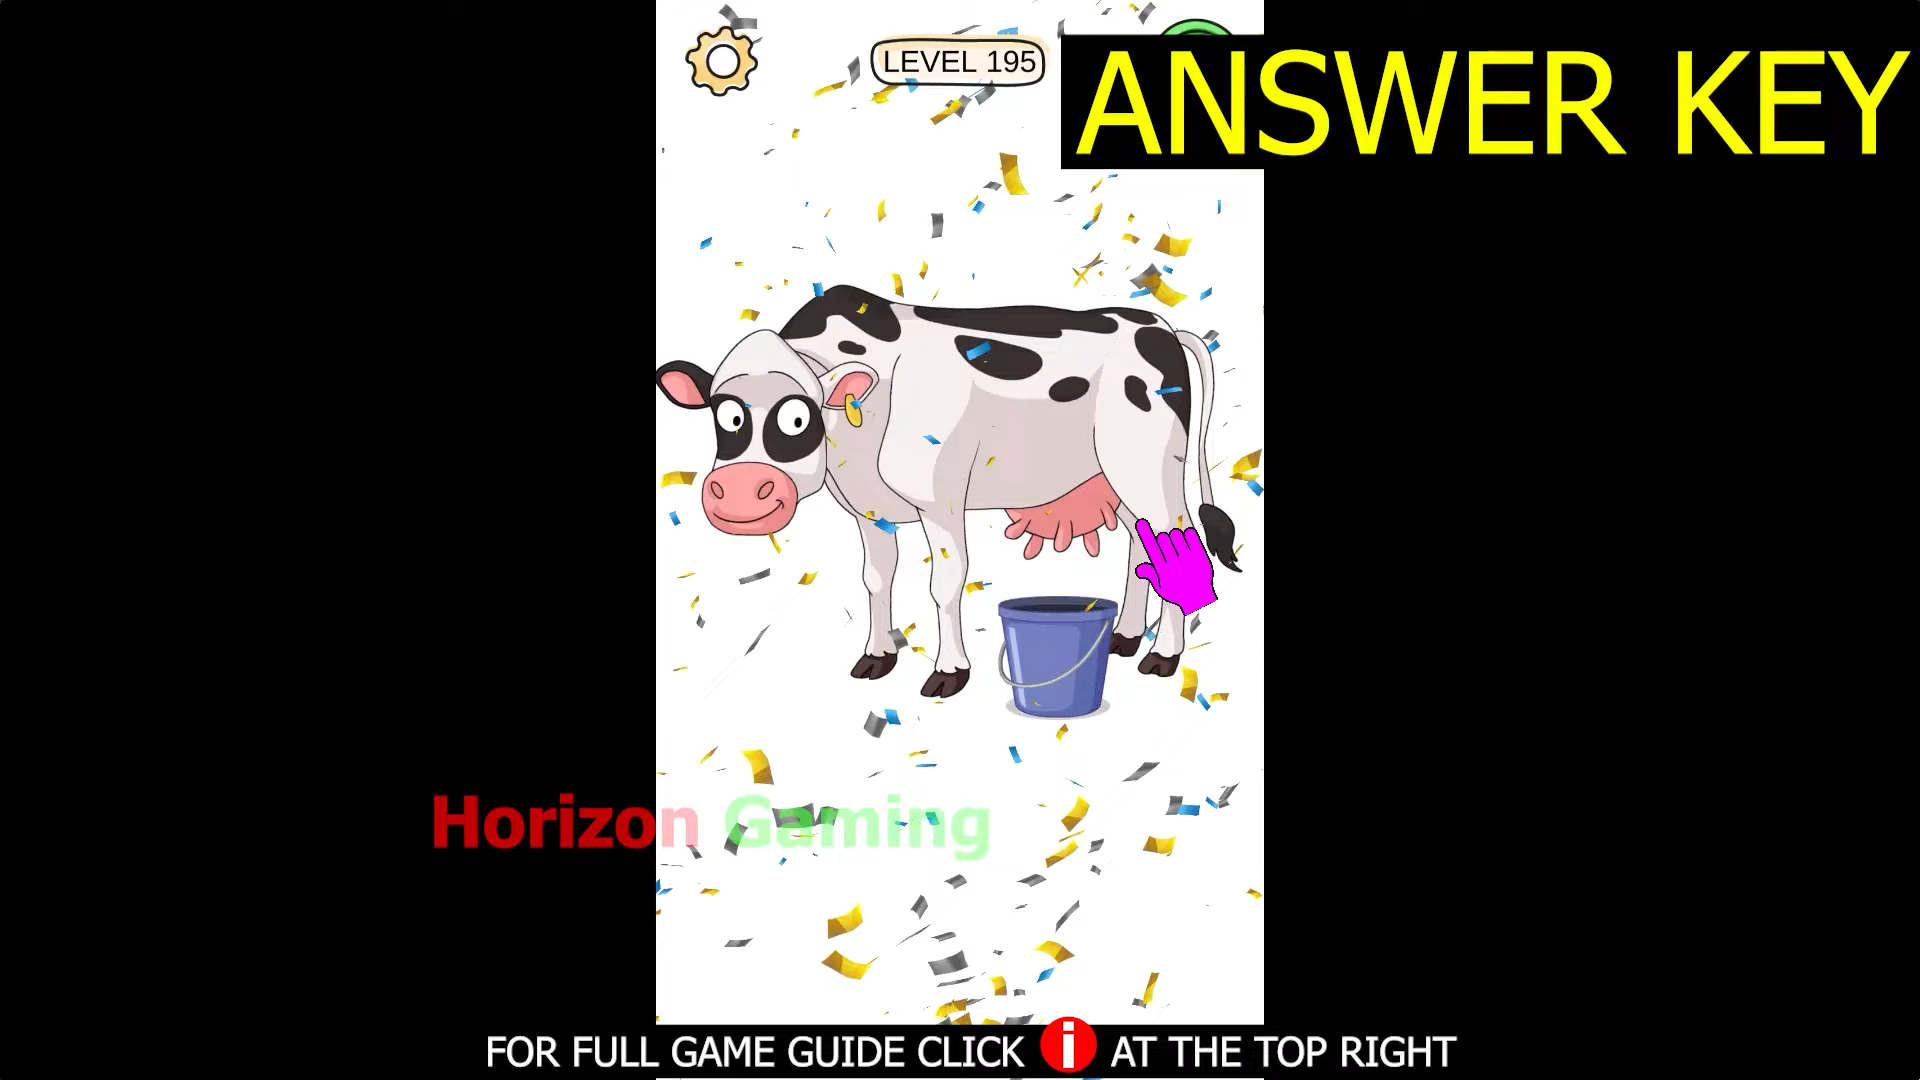 LEVEL 195
ANSWER KEY
Horizon Gaming
FOR FULL GAME GUIDE CLICK i AT THE TOP RIGHT